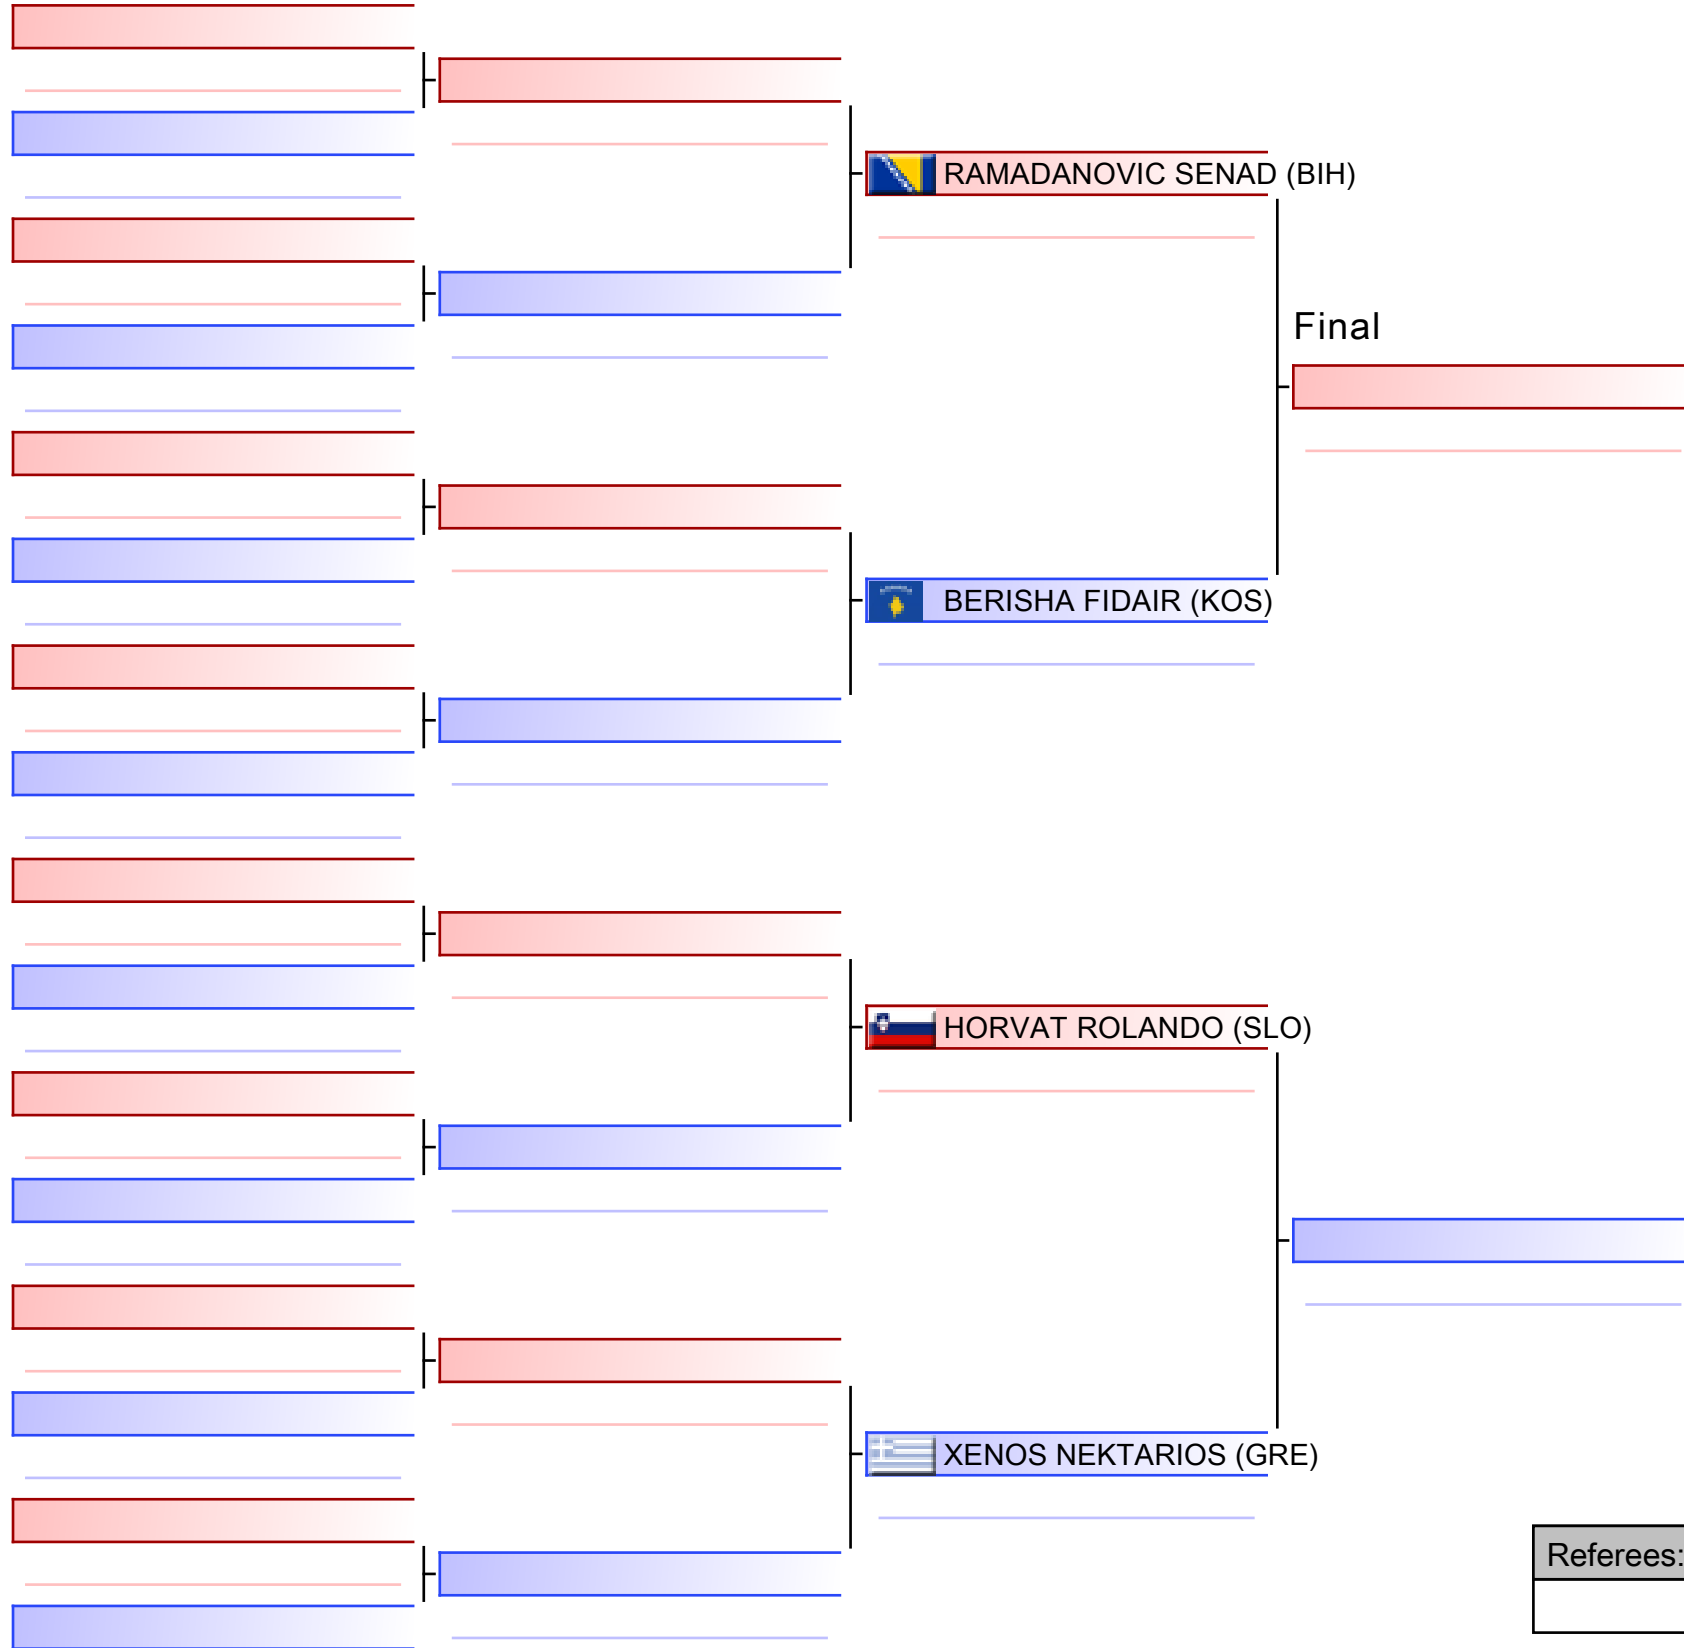 RAMADANOVIC SENAD (BIH)
Final
BERISHA FIDAIR (KOS)
HORVAT ROLANDO (SLO)
XENOS NEKTARIOS (GRE)
Referees: